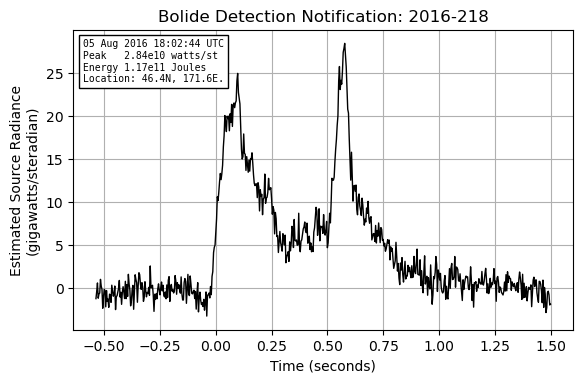 Bolide Detection Notification: 2016-218
05 Aug 2016 18:02:44 UTC
Peak   2.84e10 watts/st
Energy 1.17e11 Joules
Location: 46.4N, 171.6E.
Estimated Source Radiance
(gigawatts/steradian)
25
20
15
10
5
0
−0.50 −0.25 0.00 0.25 0.50 0.75 1.00 1.25 1.50
Time (seconds)